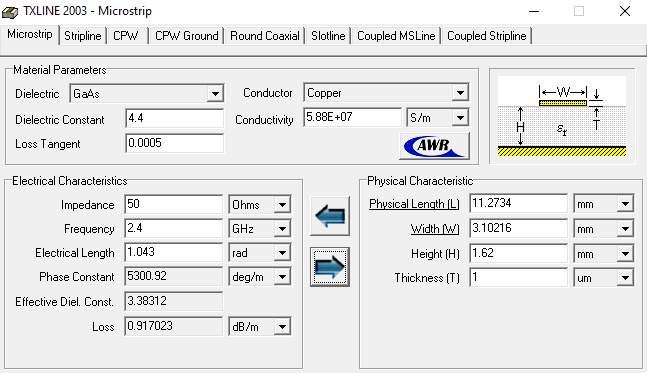 TXLINE 2003 - Microstrip
Microstrip Stripline CPW CPW Ground Round Coaxial Slotline Coupled MSLine Coupled Stripline
Material Parameters
Dielectric GaAs Conductor Copper
Dielectric Constant 4.4 Conductivity 5.88E+07 S/m
Loss Tangent 0.0005 AWR
W
H
εr
T
Electrical Characteristics
Impedance 50 Ohms
Frequency 2.4 GHz
Electrical Length 1.043 rad
Phase Constant 5300.92 deg/m
Effective Diel. Const. 3.38312
Loss 0.917023 dB/m
Physical Characteristic
Physical Length (L) 11.2734 mm
Width (W) 3.10216 mm
Height (H) 1.62 mm
Thickness (T) 1 um